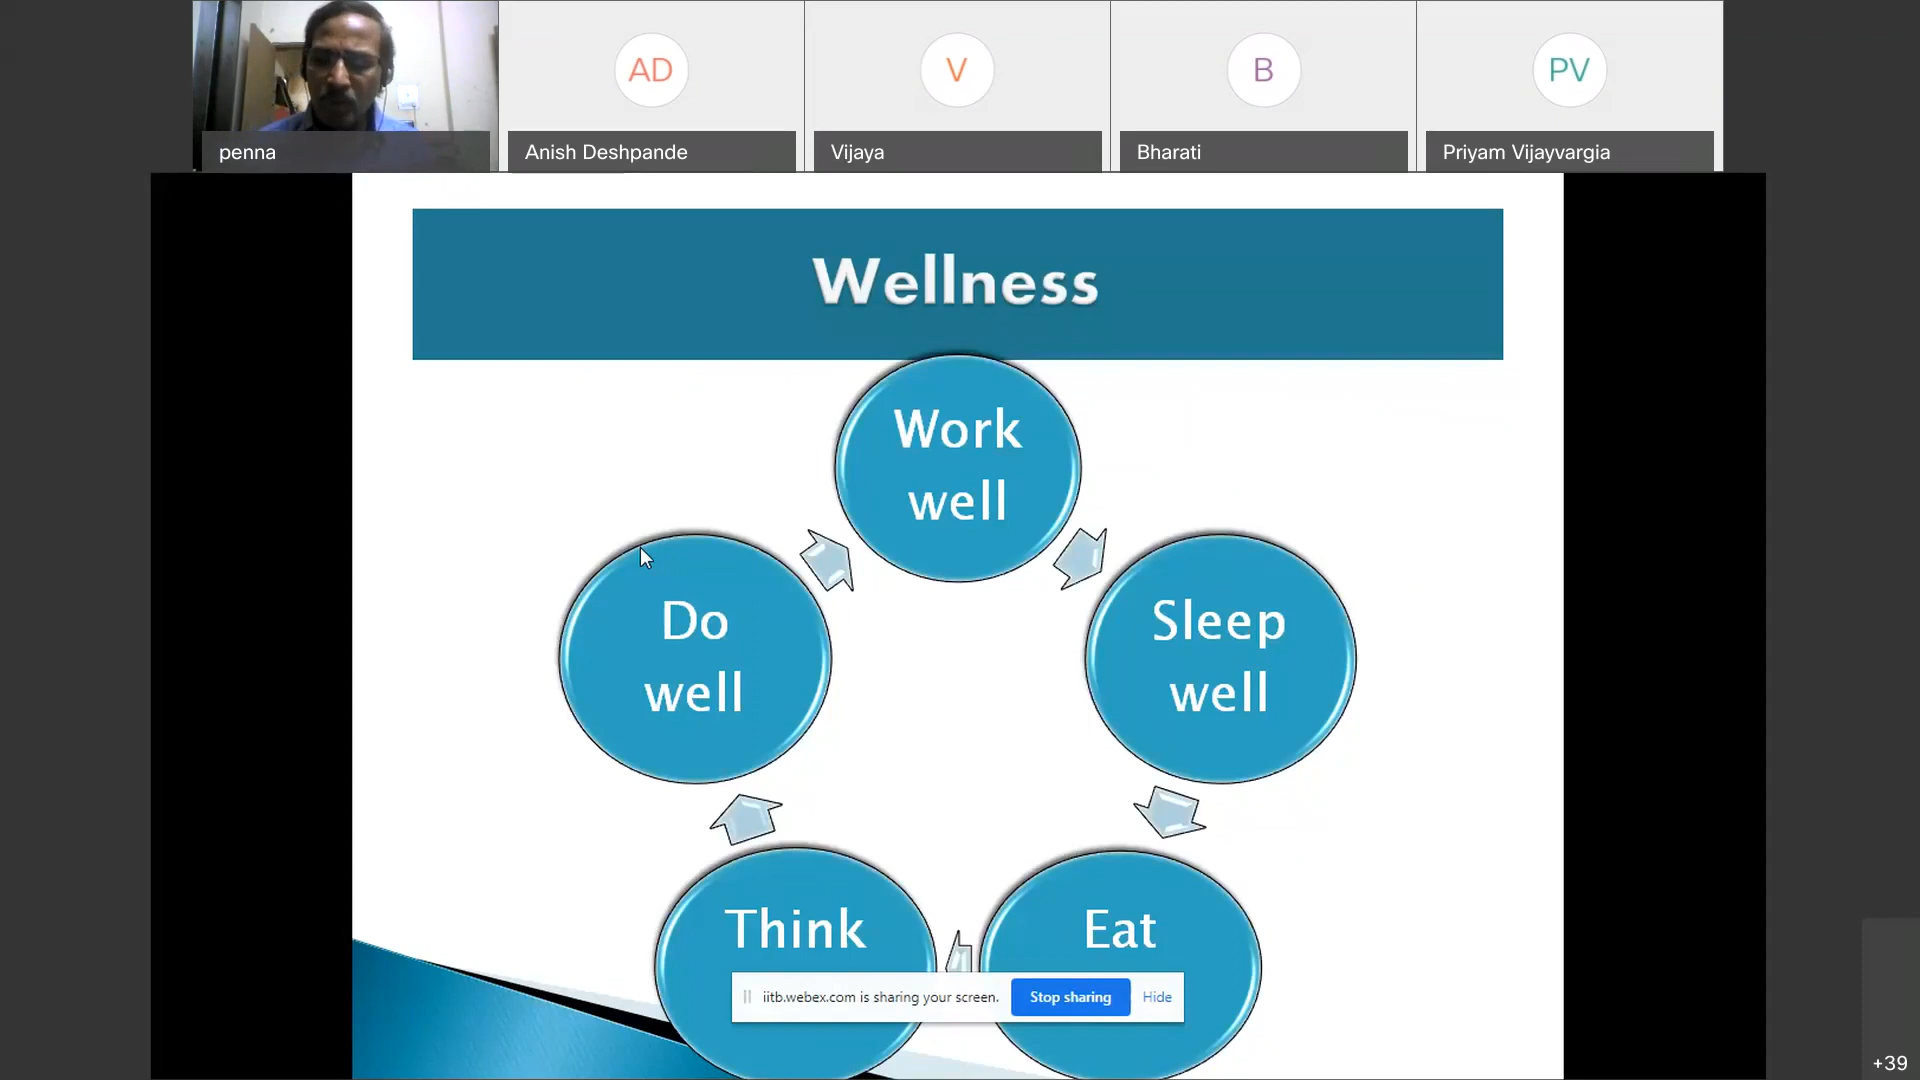 AD
V
B
PV
penna
Anish Deshpande
Vijaya
Bharati
Priyam Vijayvargia
Wellness
Work
well
Do
well
Sleep
well
Think
Eat
iitb.webex.com is sharing your screen.
Stop sharing
Hide
+39